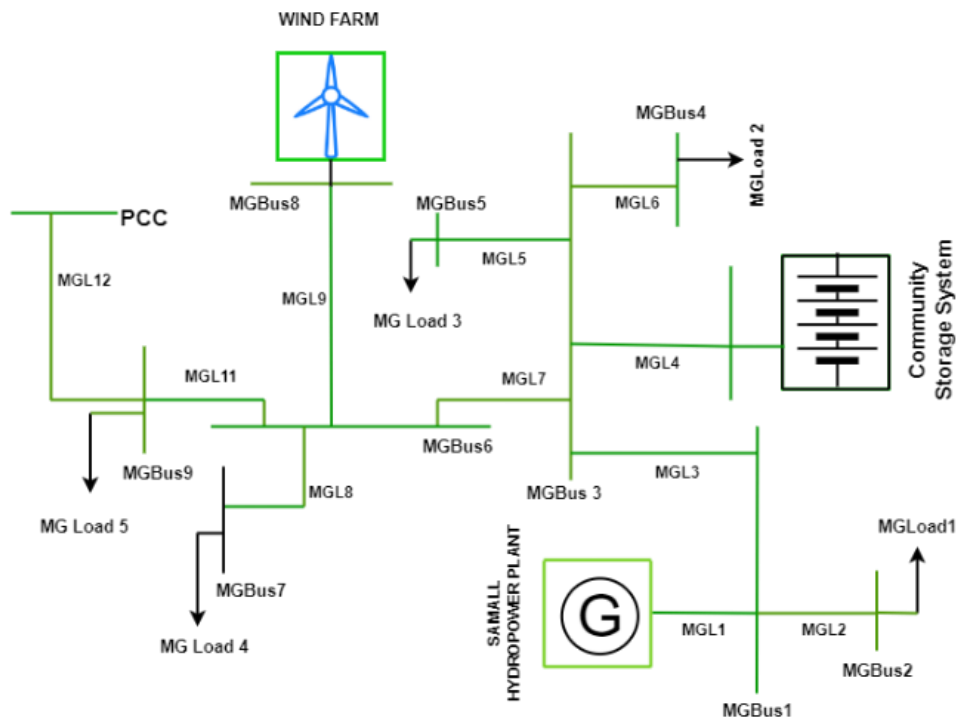 WIND FARM
MGBus4
MGLoad 2
MGBus8
MGBus5
MGL6
PCC
MGL5
MGL12
MGL9
Community
Storage System
MG Load 3
MGL4
MGL11
MGL7
MGBus6
MGBus9
MGL3
MGL8
MGBus 3
MG Load 5
MGLoad1
MGBus7
SAMALL
HYDROPOWER PLANT
G
MGL1
MGL2
MG Load 4
MGBus2
MGBus1